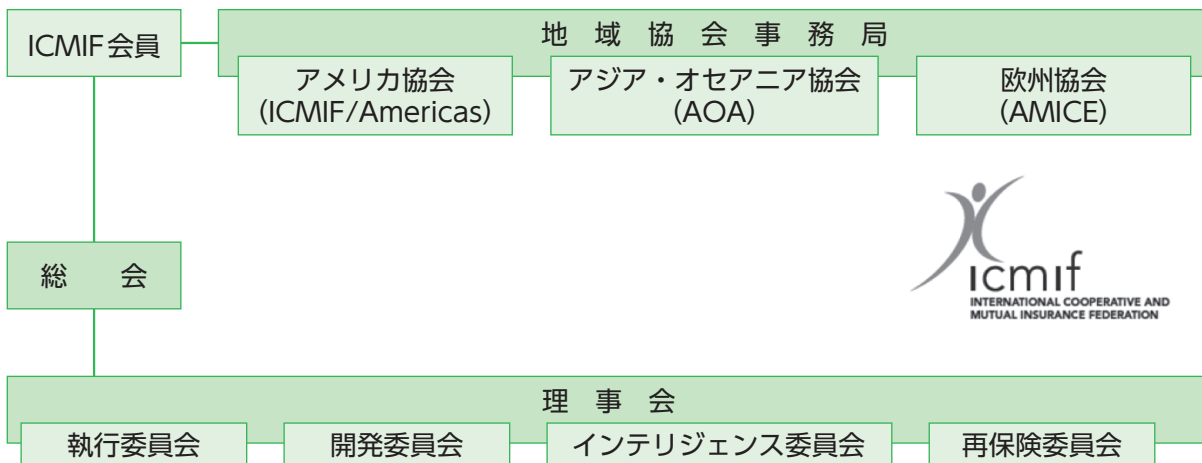 ICMIF会員
地域協会事務局
アメリカ協会
(ICMIF/Americas)
アジア・オセアニア協会
(AOA)
欧州協会
(AMICE)
icmif
INTERNATIONAL COOPERATIVE AND
MUTUAL INSURANCE FEDERATION
総会
理事会
執行委員会
開発委員会
インテリジェンス委員会
再保険委員会